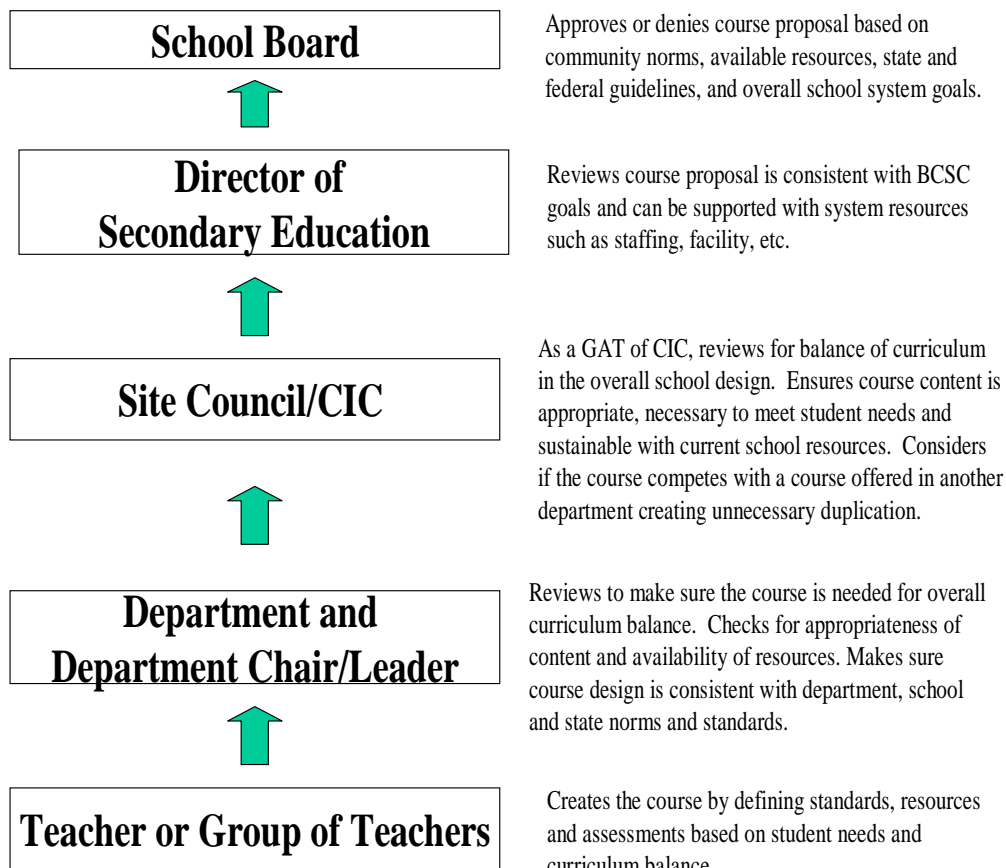 School Board
Approves or denies course proposal based on
community norms, available resources, state and
federal guidelines, and overall school system goals.
Director of
Secondary Education
Reviews course proposal is consistent with BCSC
goals and can be supported with system resources
such as staffing, facility, etc.
Site Council/CIC
As a GAT of CIC, reviews for balance of curriculum
in the overall school design.  Ensures course content is
appropriate, necessary to meet student needs and
sustainable with current school resources.  Considers
if the course competes with a course offered in another
department creating unnecessary duplication.
Department and
Department Chair/Leader
Reviews to make sure the course is needed for overall
curriculum balance.  Checks for appropriateness of
content and availability of resources. Makes sure
course design is consistent with department, school
and state norms and standards.
Teacher or Group of Teachers
Creates the course by defining standards, resources
and assessments based on student needs and
curriculum balance